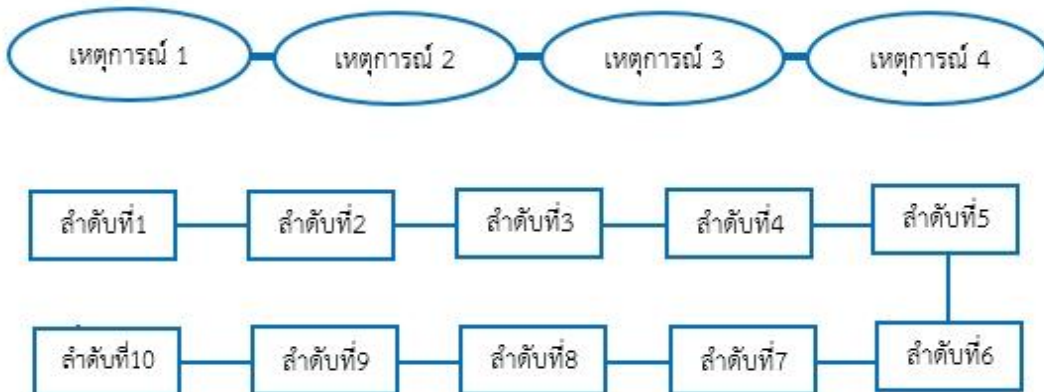 เหตุการณ์ 1 เหตุการณ์ 2 เหตุการณ์ 3 เหตุการณ์ 4
ลำดับที่1 ลำดับที่2 ลำดับที่3 ลำดับที่4 ลำดับที่5
ลำดับที่10 ลำดับที่9 ลำดับที่8 ลำดับที่7 ลำดับที่6